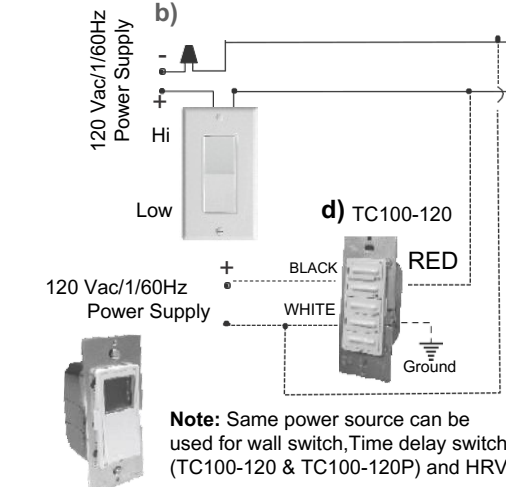 b)
120 Vac/1/60Hz
Power Supply
-
+
Hi
Low
d) TC100-120
+
BLACK
RED
120 Vac/1/60Hz
Power Supply
WHITE
-
Ground
Note: Same power source can be
used for wall switch,Time delay switch
(TC100-120 & TC100-120P) and HRV